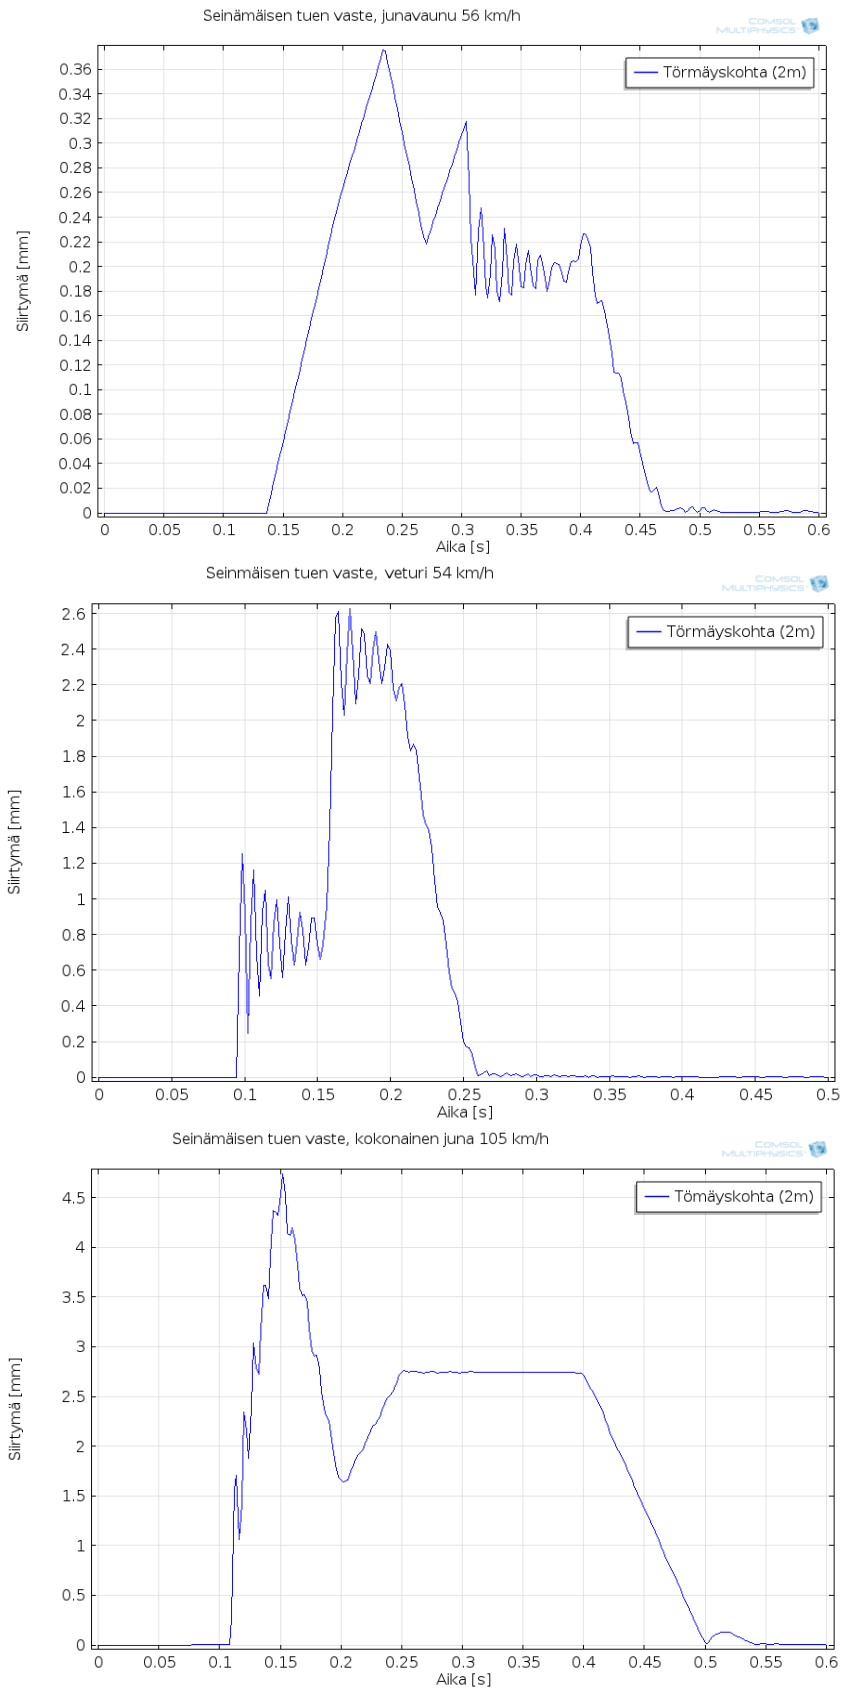 Seinämäisen tuen vaste, junavaunu 56 km/h
COMSOL
MULTIPHYSICS
Törmäyskohta (2m)
0.36
0.34
0.32
0.3
0.28
0.26
0.24
0.22
0.2
0.18
0.16
0.14
0.12
0.1
0.08
0.06
0.04
0.02
0
Siirtymä [mm]
0 0.05 0.1 0.15 0.2 0.25 0.3 0.35 0.4 0.45 0.5 0.55 0.6
Aika [s]
Seinmäisen tuen vaste, veturi 54 km/h
COMSOL
MULTIPHYSICS
Törmäyskohta (2m)
2.6
2.4
2.2
2
1.8
1.6
1.4
1.2
1
0.8
0.6
0.4
0.2
0
Siirtymä [mm]
0 0.05 0.1 0.15 0.2 0.25 0.3 0.35 0.4 0.45 0.5
Aika [s]
Seinämäisen tuen vaste, kokonainen juna 105 km/h
COMSOL
MULTIPHYSICS
Tömäyskohta (2m)
4.5
4
3.5
3
2.5
2
1.5
1
0.5
0
Siirtymä [mm]
0 0.05 0.1 0.15 0.2 0.25 0.3 0.35 0.4 0.45 0.5 0.55 0.6
Aika [s]